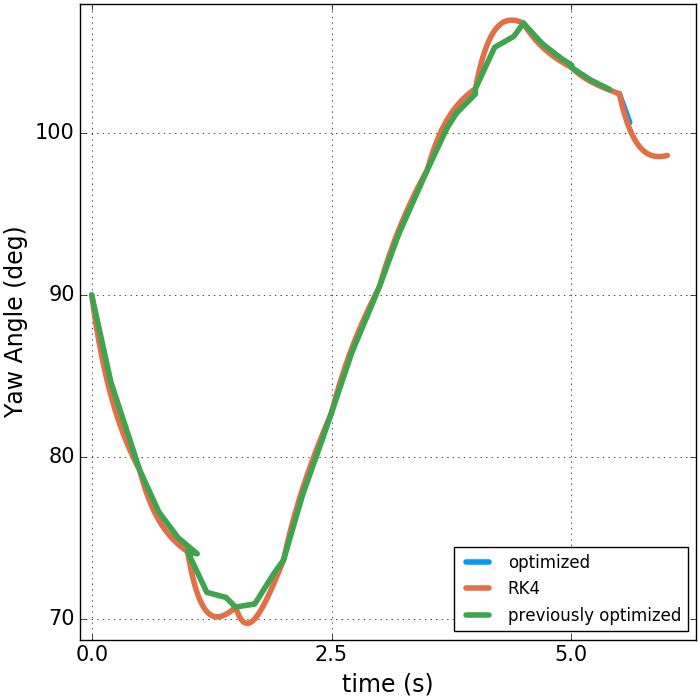 Yaw Angle (deg)
100
90
80
70
0.0
2.5
5.0
time (s)
optimized
RK4
previously optimized